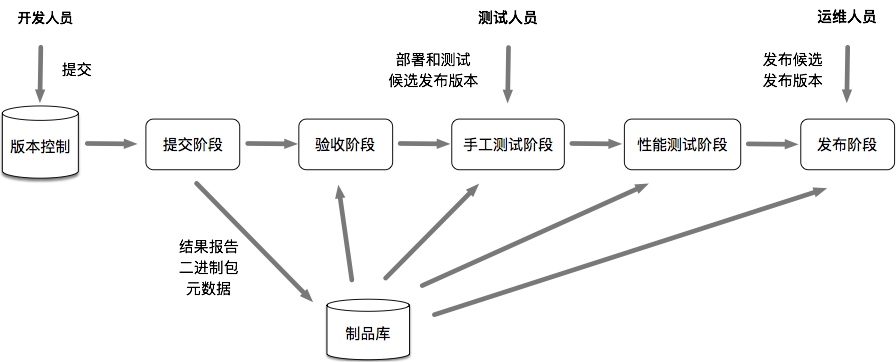 开发人员
测试人员
运维人员
提交
部署和测试
候选发布版本
发布候选
发布版本
版本控制
提交阶段
验收阶段
手工测试阶段
性能测试阶段
发布阶段
结果报告
二进制包
元数据
制品库